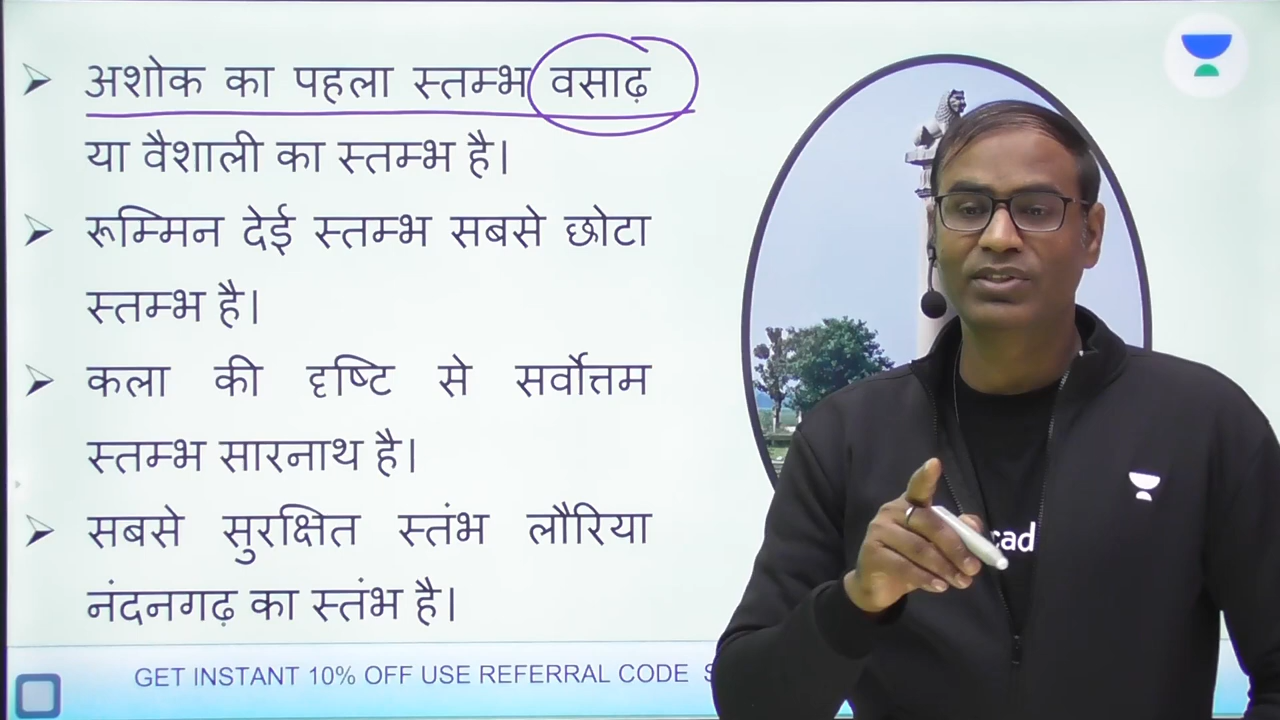 अशोक का पहला स्तम्भ वसाढ़
या वैशाली का स्तम्भ है।
रूम्मिन देई स्तम्भ सबसे छोटा
स्तम्भ है।
कला की दृष्टि से सर्वोत्तम
स्तम्भ सारनाथ है।
सबसे सुरक्षित स्तंभ लौरिया
नंदनगढ़ का स्तंभ है।
cad
GET INSTANT 10% OFF USE REFERRAL CODE S